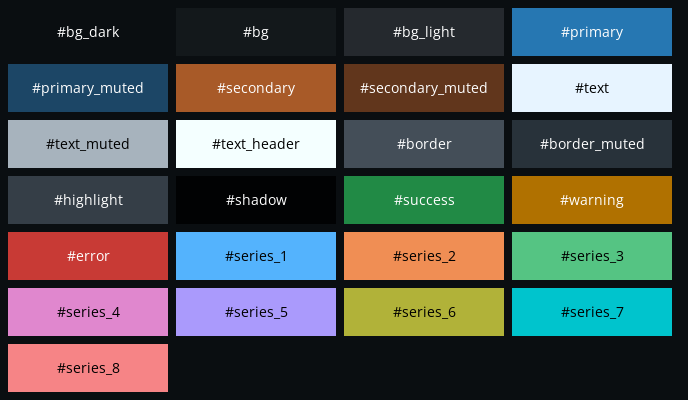 #bg_dark
#bg
#bg_light
#primary
#primary_muted
#secondary
#secondary_muted
#text
#text_muted
#text_header
#border
#border_muted
#highlight
#shadow
#success
#warning
#error
#series_1
#series_2
#series_3
#series_4
#series_5
#series_6
#series_7
#series_8